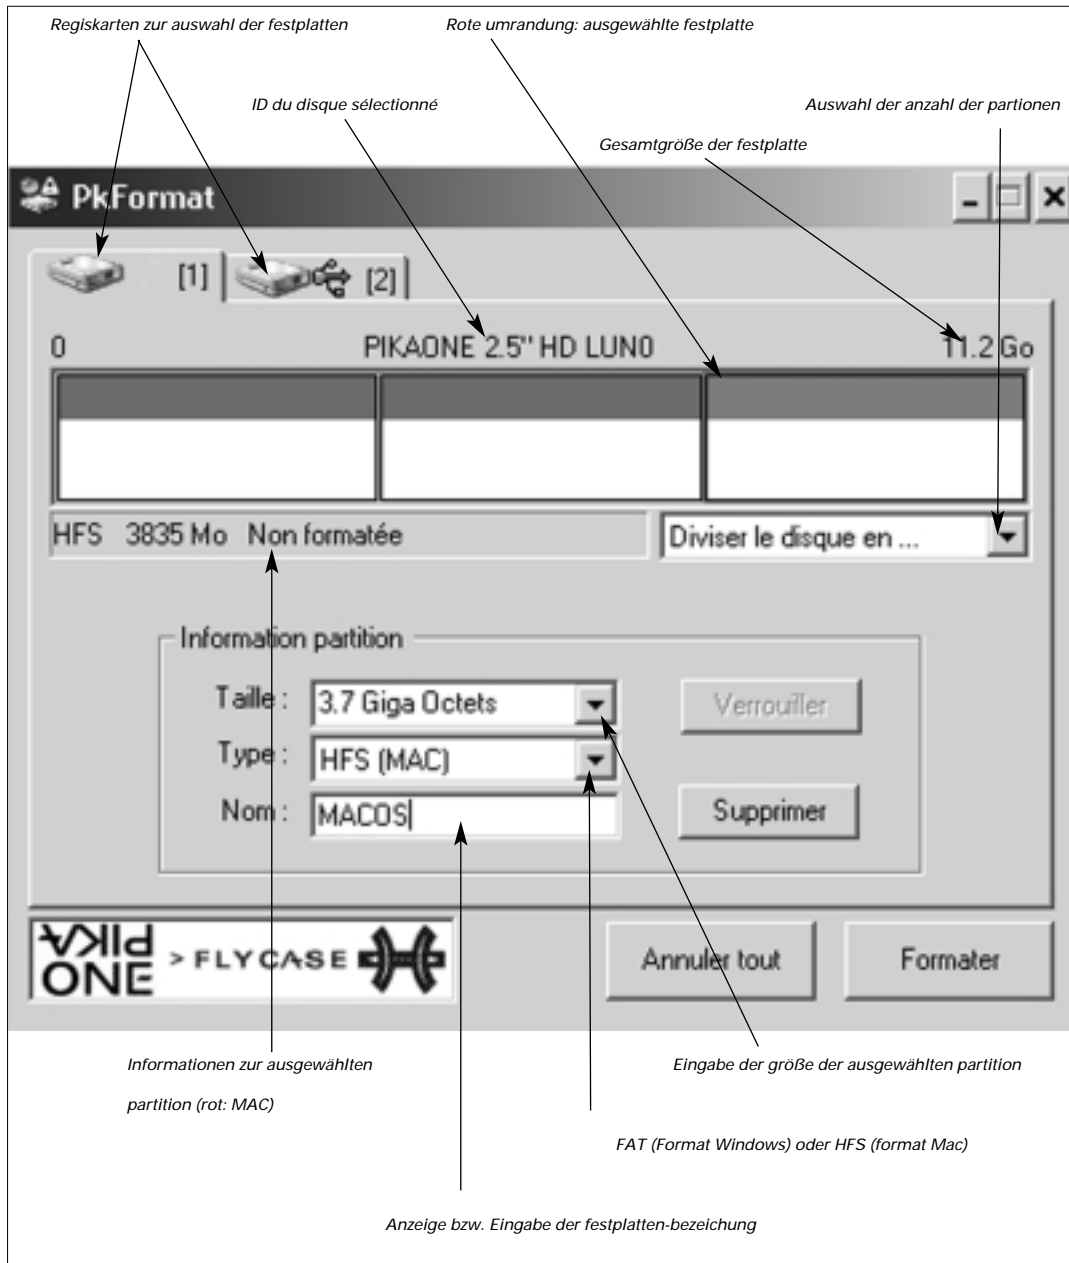 Regiskarten zur auswahl der festplatten
Rote umrandung: ausgewählte festplatte
ID du disque sélectionné
Auswahl der anzahl der partionen
Gesamtgröße der festplatte
PkFormat
[1]
[2]
0
PIKAONE 2.5" HD LUN0
11.2 Go
HFS 3835 Mo Non formatée
Diviser le disque en ...
Information partition
Taille :
3.7 Giga Octets
Verrouiller
Type :
HFS (MAC)
Nom :
MACOS
Supprimer
PIKA
ONE
> FLYCASE
Annuler tout
Formater
Informationen zur ausgewählten
partition (rot: MAC)
Eingabe der größe der ausgewählten partition
FAT (Format Windows) oder HFS (format Mac)
Anzeige bzw. Eingabe der festplatten-bezeichung